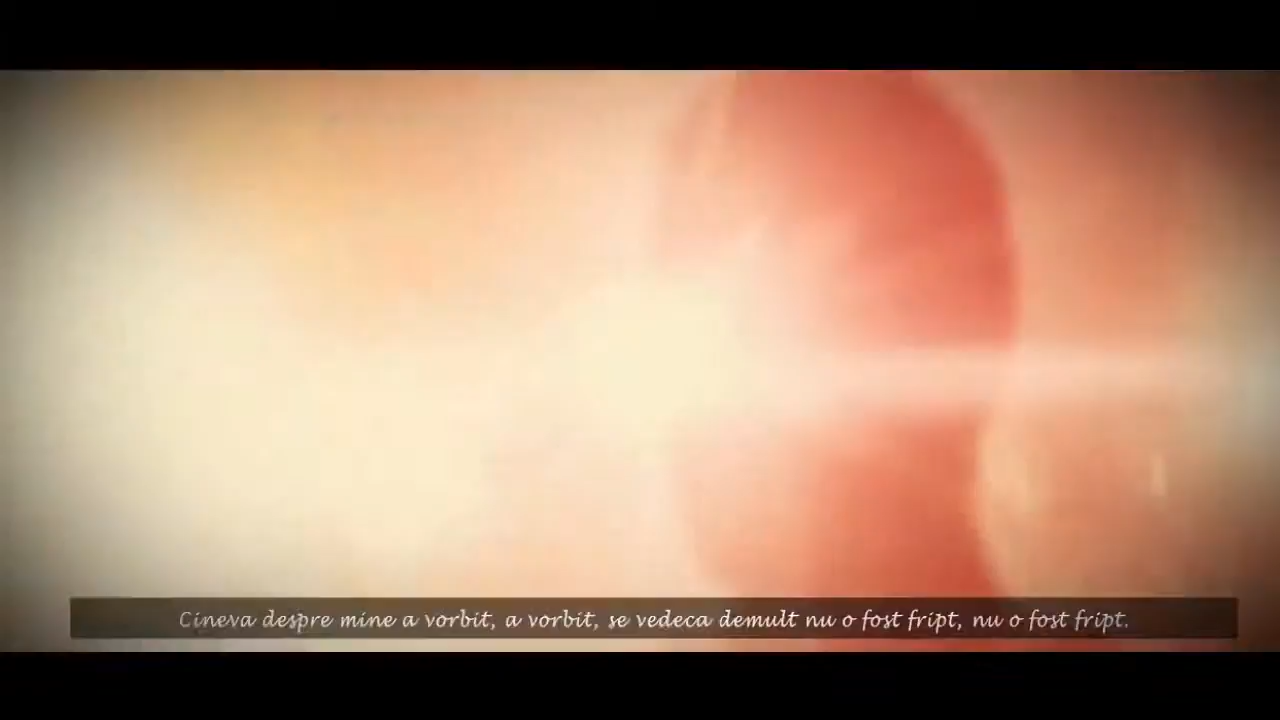 Cineva despre mine a vorbit, a vorbit, se vedeca demult nu o fost fript, nu o fost fript.